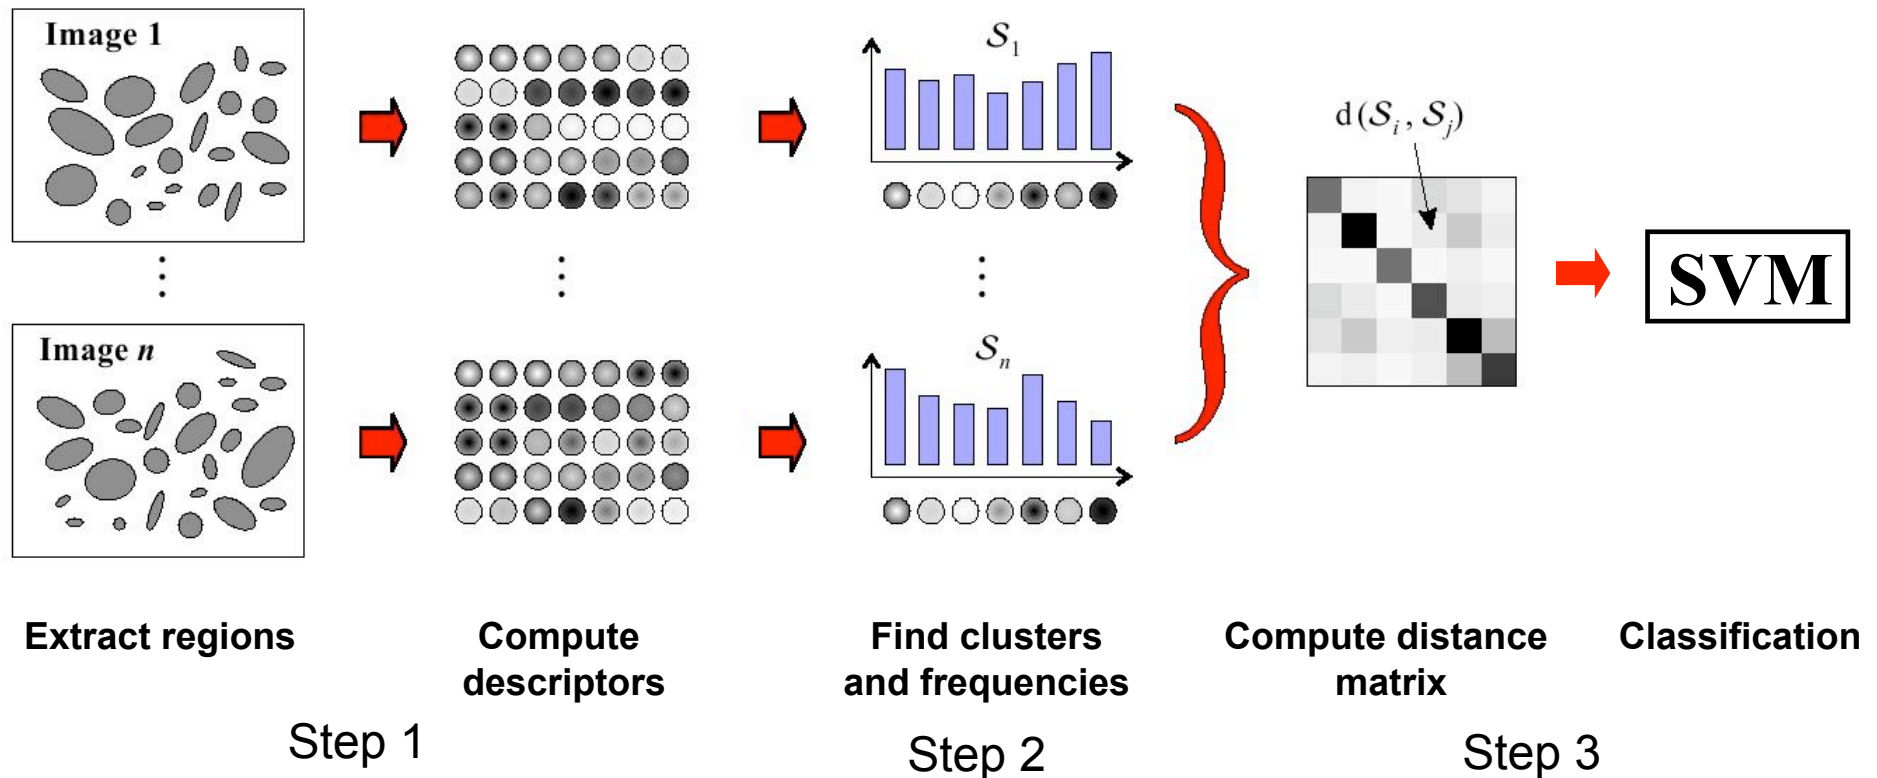 Image 1
S1
d(Si, Sj)
SVM
Image n
Sn
Extract regions
Compute
descriptors
Find clusters
and frequencies
Compute distance
matrix
Classification
Step 1
Step 2
Step 3